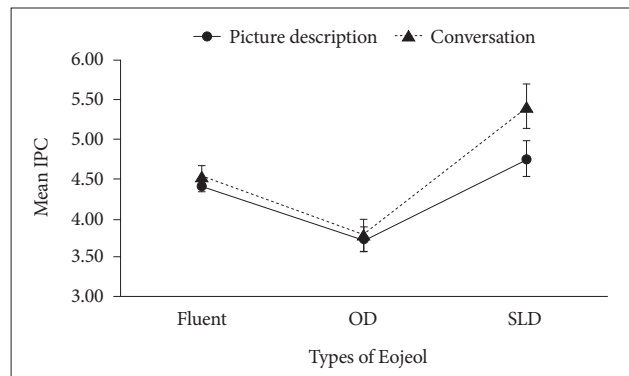 Picture description Conversation
6.00
5.50
5.00
4.50
4.00
3.50
3.00
Mean IPC
Fluent OD SLD
Types of Eojeol